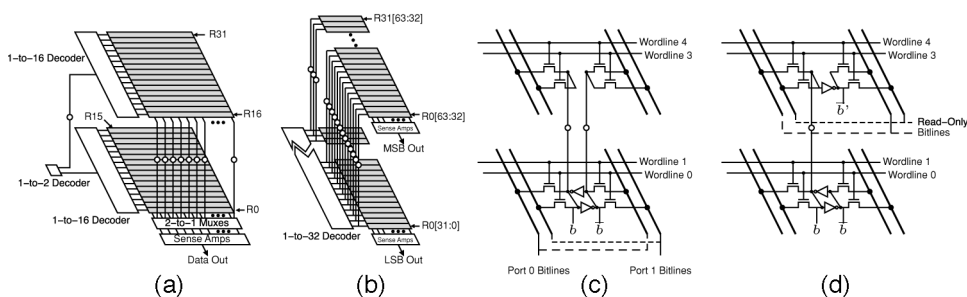 R31
1-to-16 Decoder
R16
R15
1-to-2 Decoder
R0
1-to-16 Decoder
2-to-1 Muxes
Sense Amps
Data Out
(a)
R31[63:32]
R0[63:32]
Sense Amps
MSB Out
R0[31:0]
1-to-32 Decoder
Sense Amps
LSB Out
(b)
Wordline 4
Wordline 3
Wordline 1
Wordline 0
b
b̅
Port 0 Bitlines
Port 1 Bitlines
(c)
Wordline 4
Wordline 3
b̅'
Read-Only
Bitlines
Wordline 1
Wordline 0
b
b̅
(d)